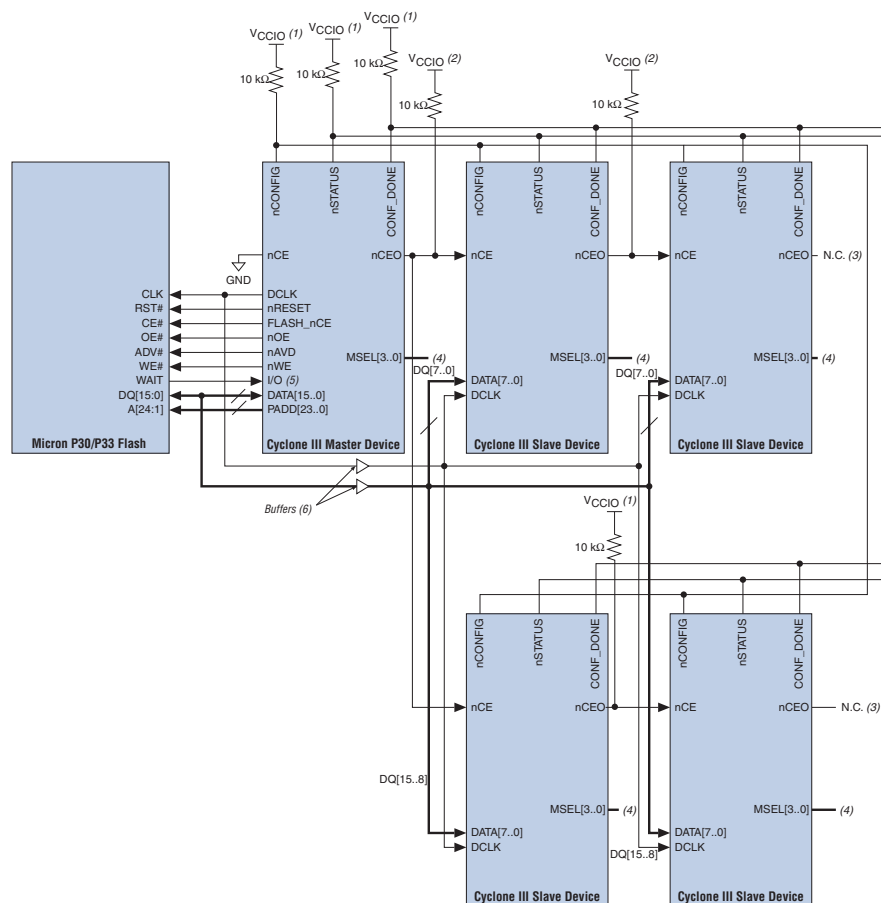 VCCIO (1)
VCCIO (1)
VCCIO (1)
VCCIO (2)
VCCIO (2)
10 kΩ
10 kΩ
10 kΩ
10 kΩ
10 kΩ
nCONFIG
nSTATUS
CONF_DONE
nCONFIG
nSTATUS
CONF_DONE
nCONFIG
nSTATUS
CONF_DONE
CLK
RST#
CE#
OE#
ADV#
WE#
WAIT
DQ[15:0]
A[24:1]
Micron P30/P33 Flash
GND
nCE
nCEO
DCLK
nRESET
FLASH_nCE
nOE
nAVD
nWE
I/O (5)
DATA[15..0]
PADD[23..0]
MSEL[3..0]
(4)
Cyclone III Master Device
DQ[7..0]
nCE
nCEO
MSEL[3..0]
(4)
DATA[7..0]
DCLK
Cyclone III Slave Device
DQ[7..0]
nCE
nCEO
N.C. (3)
MSEL[3..0]
(4)
DATA[7..0]
DCLK
Cyclone III Slave Device
Buffers (6)
VCCIO (1)
10 kΩ
nCONFIG
nSTATUS
CONF_DONE
nCONFIG
nSTATUS
CONF_DONE
nCE
nCEO
DQ[15..8]
MSEL[3..0]
(4)
DATA[7..0]
DCLK
Cyclone III Slave Device
nCE
nCEO
N.C. (3)
MSEL[3..0]
(4)
DATA[7..0]
DCLK
DQ[15..8]
Cyclone III Slave Device